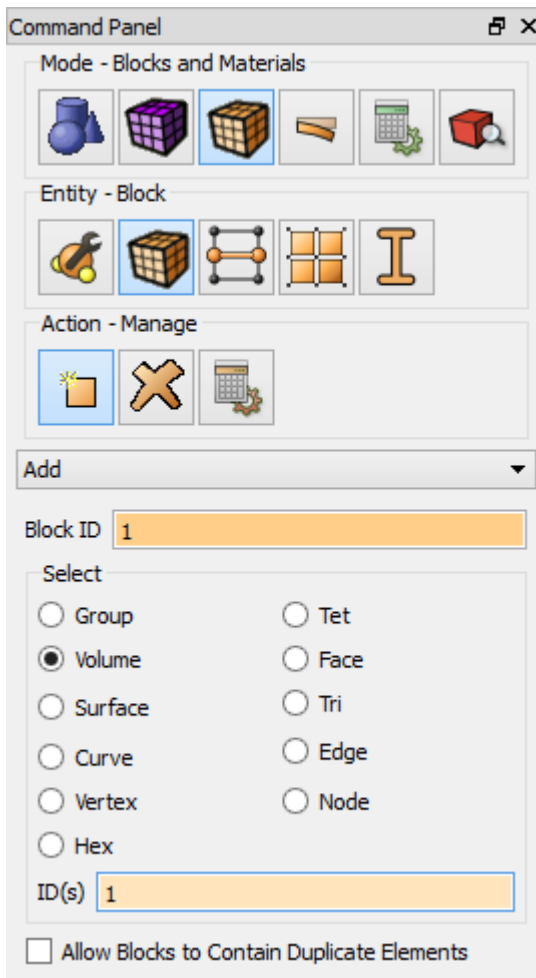 Command Panel
Mode - Blocks and Materials
Entity - Block
Action - Manage
Add
Block ID 1
Select
Group Tet
Volume Face
Surface Tri
Curve Edge
Vertex Node
Hex
ID(s) 1
Allow Blocks to Contain Duplicate Elements